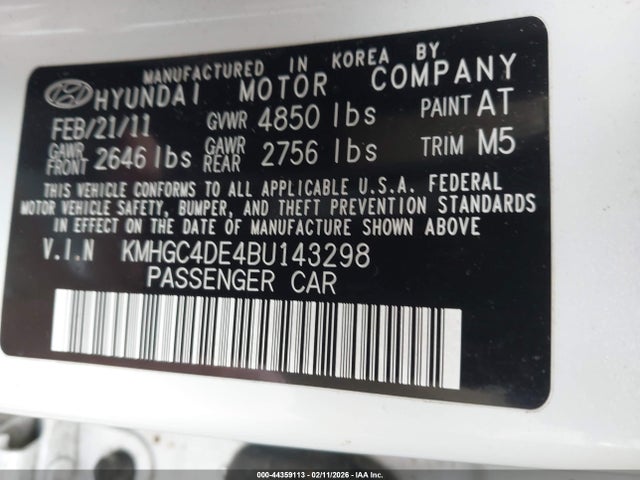 MANUFACTURED IN KOREA BY
HYUNDAI MOTOR COMPANY
FEB/21/11 GVWR 4850 lbs PAINT AT
GAWR FRONT 2646 lbs GAWR REAR 2756 lbs TRIM M5
THIS VEHICLE CONFORMS TO ALL APPLICABLE U.S.A. FEDERAL
MOTOR VEHICLE SAFETY, BUMPER, AND THEFT PREVENTION STANDARDS
IN EFFECT ON THE DATE OF MANUFACTURE SHOWN ABOVE
V.I.N KMHGC4DE4BU143298
PASSENGER CAR
000-44359113 - 02/11/2026 - IAA Inc.